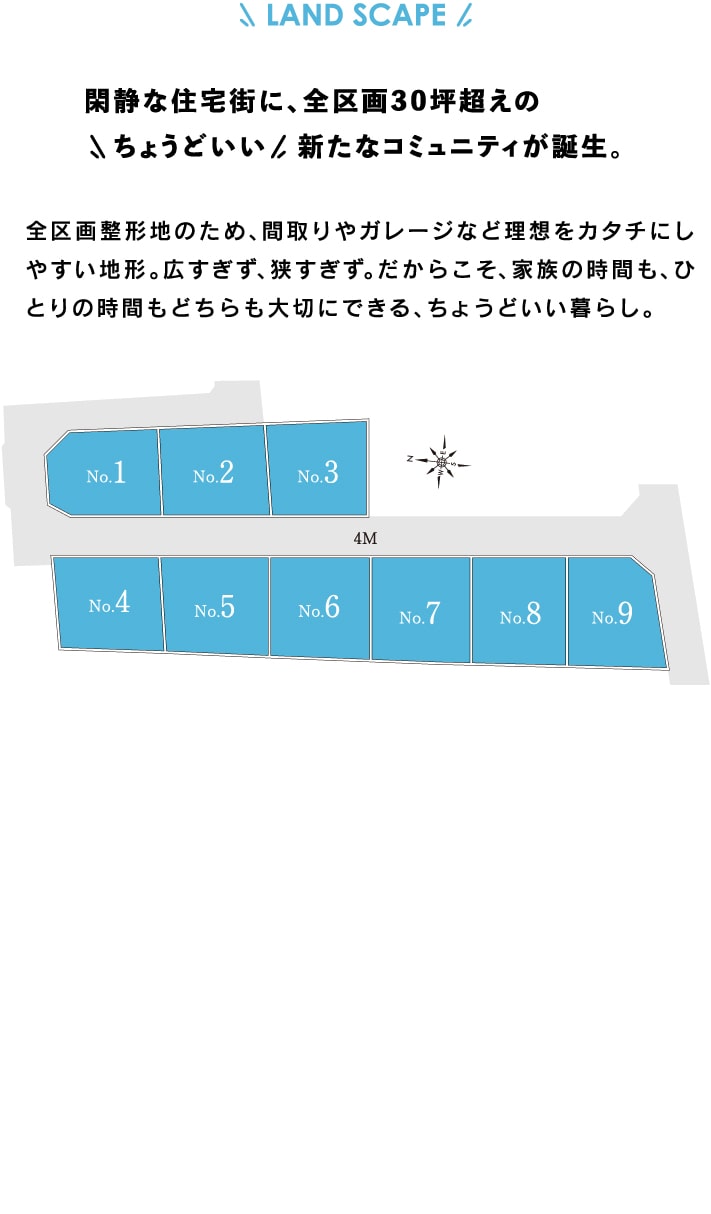 LAND SCAPE
閑静な住宅街に、全区画30坪超えの
ちょうどいい 新たなコミュニティが誕生。
全区画整形地のため、間取りやガレージなど理想をカタチにし
やすい地形。広すぎず、狭すぎず。だからこそ、家族の時間も、ひ
とりの時間もどちらも大切にできる、ちょうどいい暮らし。
No.1 No.2 No.3
N E S W
4M
No.4 No.5 No.6 No.7 No.8 No.9